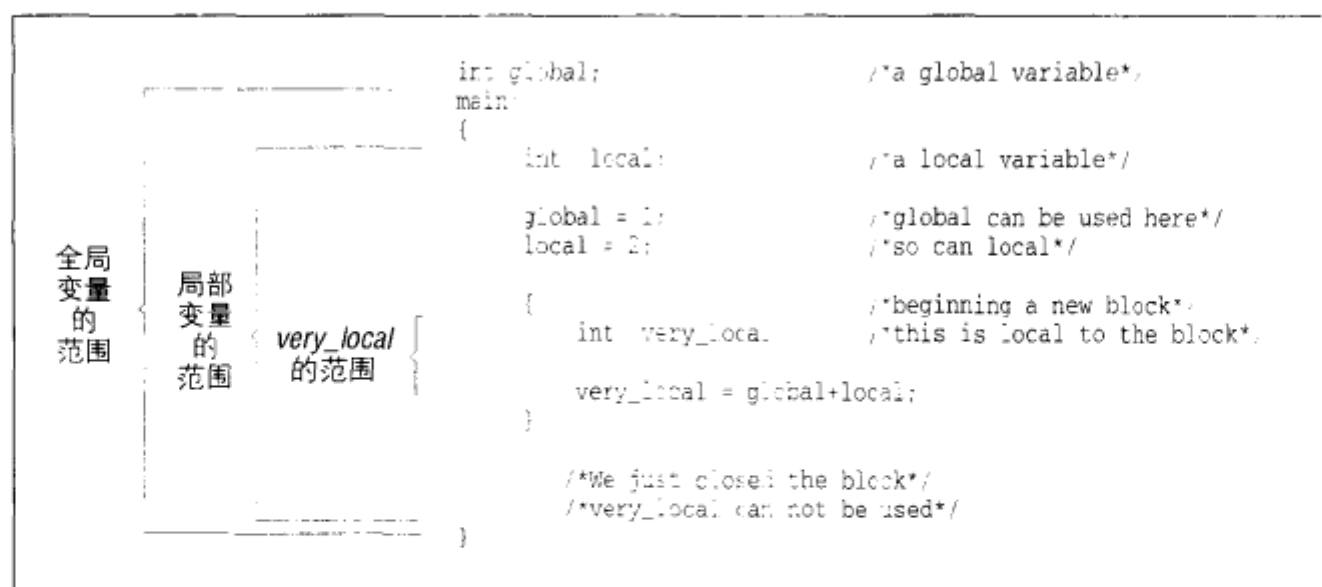 int global; /*a global variable*/
main
{
int local; /*a local variable*/
global = 1; /*global can be used here*/
local = 2; /*so can local*/
{ /*beginning a new block*/
int very_local /*this is local to the block*/
very_local = global+local;
}
/*We just closed the block*/
/*very_local can not be used*/
}
全局
变量
的
范围
局部
变量
的
范围
very_local
的范围